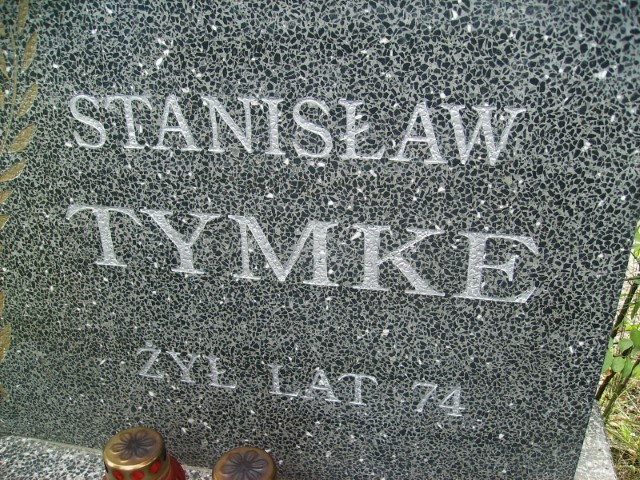 STANISŁAW
TYMKE
ŻYŁ LAT 74